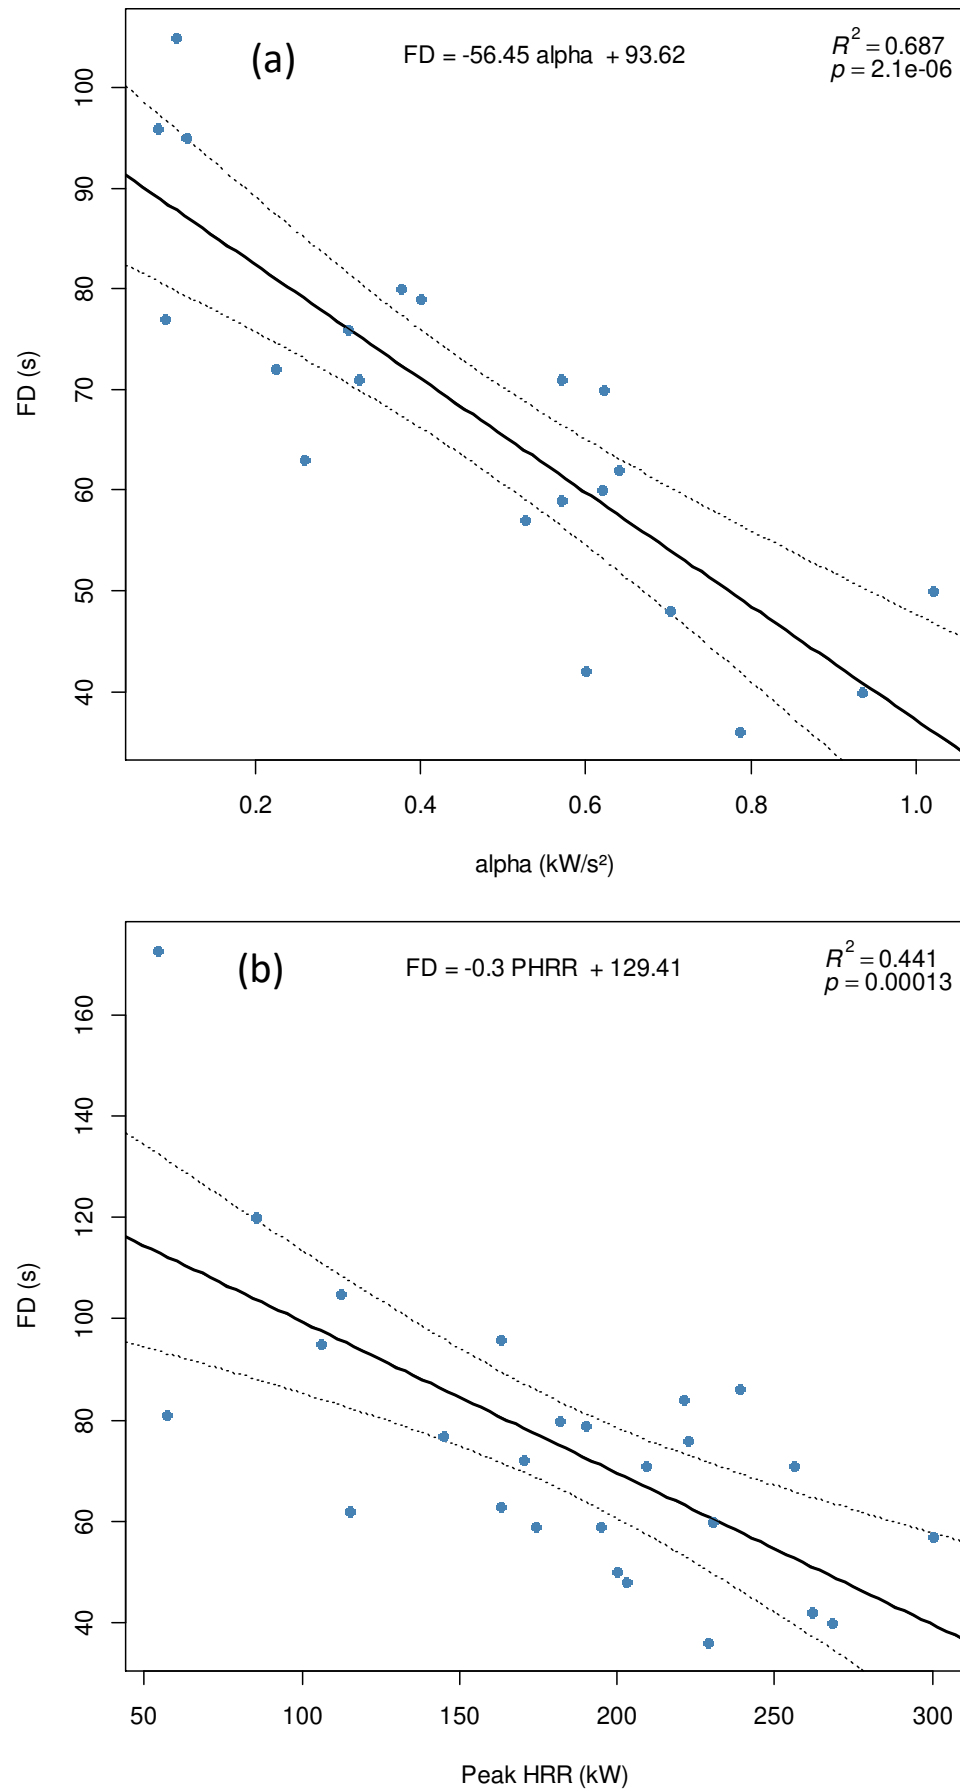 (a)
FD = -56.45 alpha + 93.62
R² = 0.687
p = 2.1e-06
100
90
80
70
60
50
40
FD (s)
0.2 0.4 0.6 0.8 1.0
alpha (kW/s²)
(b)
FD = -0.3 PHRR + 129.41
R² = 0.441
p = 0.00013
160
140
120
100
80
60
40
FD (s)
50 100 150 200 250 300
Peak HRR (kW)